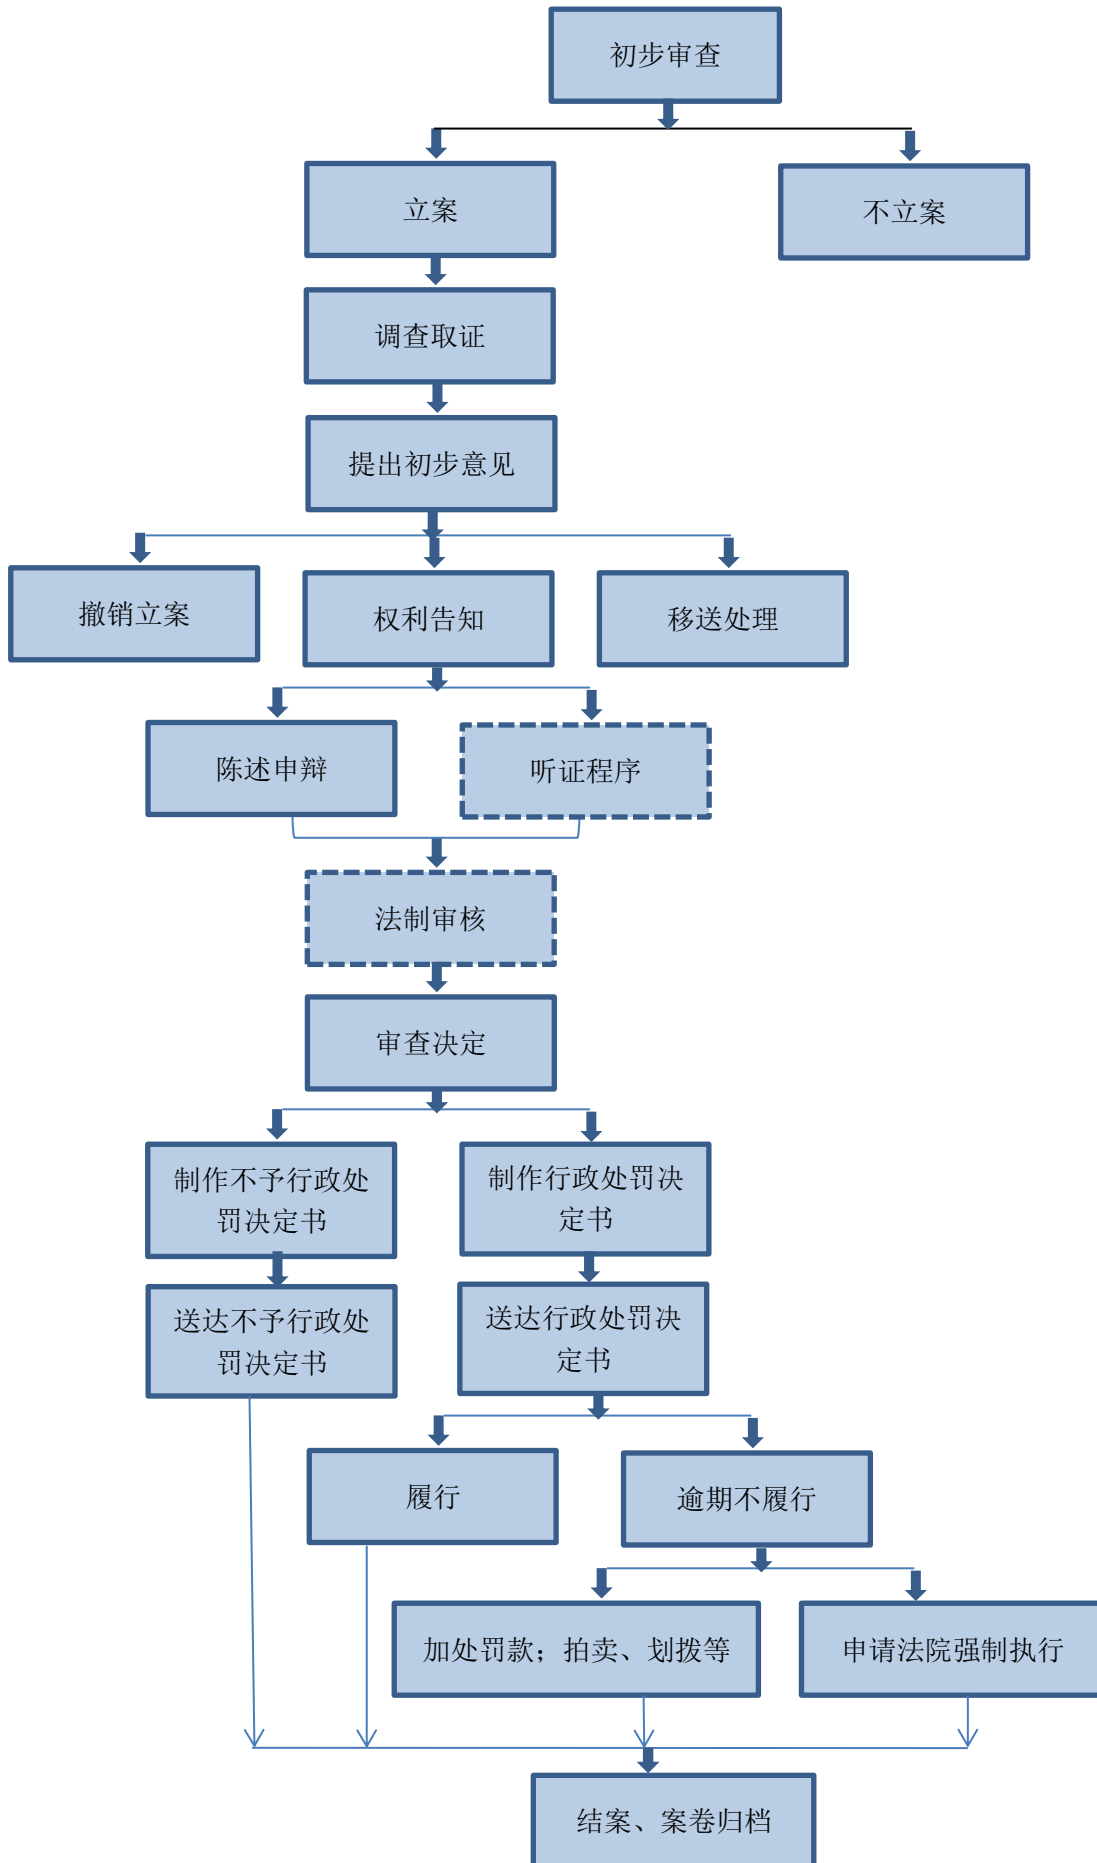 初步审查
立案
不立案
调查取证
提出初步意见
撤销立案
权利告知
移送处理
陈述申辩
听证程序
法制审核
审查决定
制作不予行政处
罚决定书
制作行政处罚决
定书
送达不予行政处
罚决定书
送达行政处罚决
定书
履行
逾期不履行
加处罚款；拍卖、划拨等
申请法院强制执行
结案、案卷归档